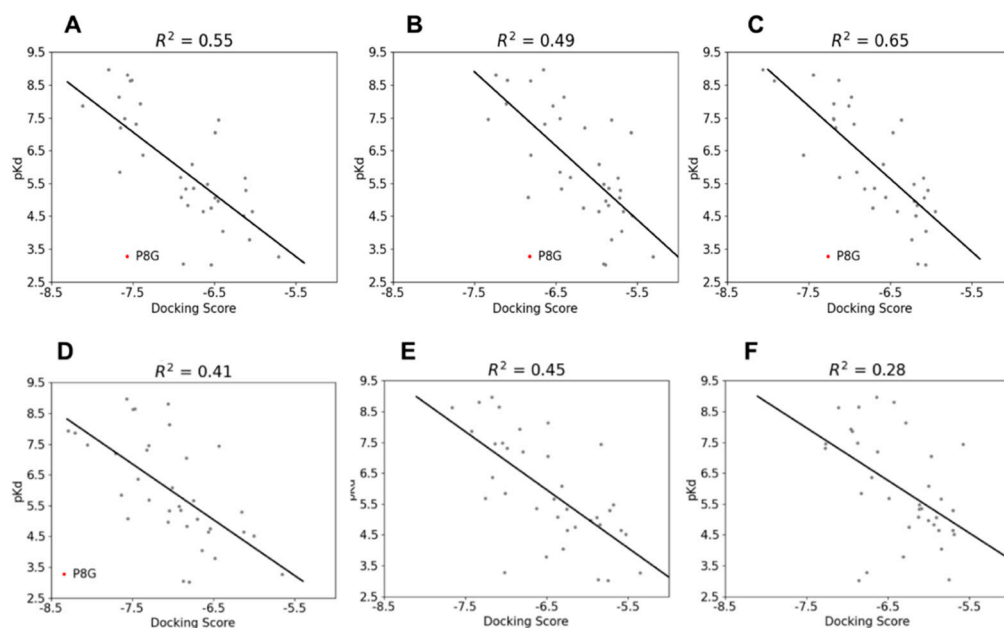 A
R² = 0.55
9.5
8.5
7.5
6.5
5.5
4.5
3.5
2.5
pKd
P8G
-8.5 -7.5 -6.5 -5.5
Docking Score
B
R² = 0.49
9.5
8.5
7.5
6.5
5.5
4.5
3.5
2.5
pKd
P8G
-8.5 -7.5 -6.5 -5.5
Docking Score
C
R² = 0.65
9.5
8.5
7.5
6.5
5.5
4.5
3.5
2.5
pKd
P8G
-8.5 -7.5 -6.5 -5.5
Docking Score
D
R² = 0.41
9.5
8.5
7.5
6.5
5.5
4.5
3.5
2.5
pKd
P8G
-8.5 -7.5 -6.5 -5.5
Docking Score
E
R² = 0.45
9.5
8.5
7.5
6.5
5.5
4.5
3.5
2.5
pKd
-8.5 -7.5 -6.5 -5.5
Docking Score
F
R² = 0.28
9.5
8.5
7.5
6.5
5.5
4.5
3.5
2.5
pKd
-8.5 -7.5 -6.5 -5.5
Docking Score